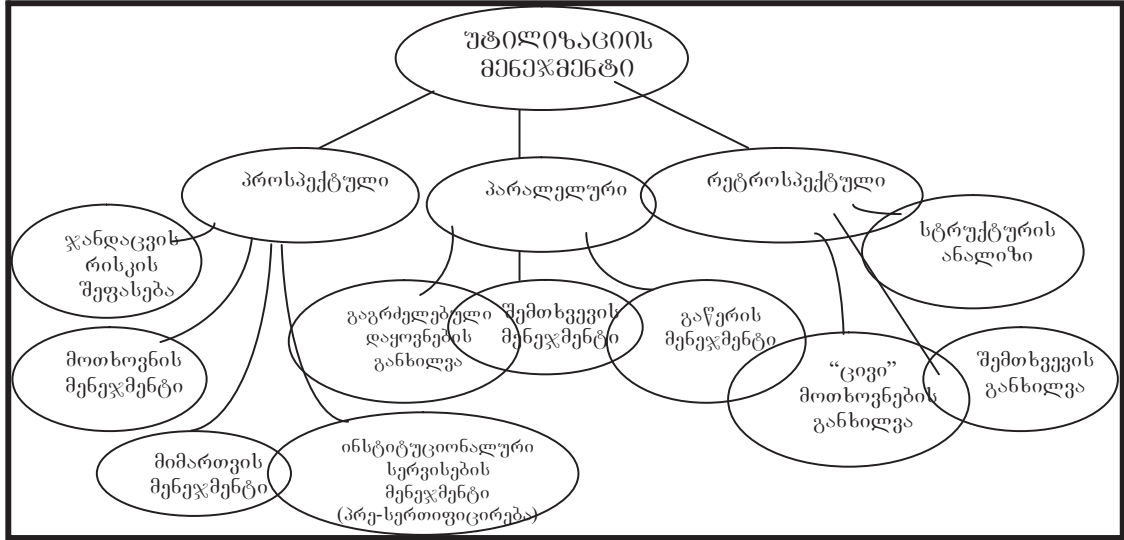 უტილიზაციის
მენეჯმენტი
პროსპექტული
პარალელური
რეტროსპექტული
ჯანდაცვის
რისკის
შეფასება
მოთხოვნის
მენეჯმენტი
მიმართვის
მენეჯმენტი
ინსტიტუციონალური
სერვისების
მენეჯმენტი
(პრე-სერთიფიცირება)
გაგრძელებული
დაყოვნების
განხილვა
შემთხვევის
მენეჯმენტი
გაწერის
მენეჯმენტი
სტრუქტურის
ანალიზი
“ცივი”
მოთხოვნების
განხილვა
შემთხვევის
განხილვა